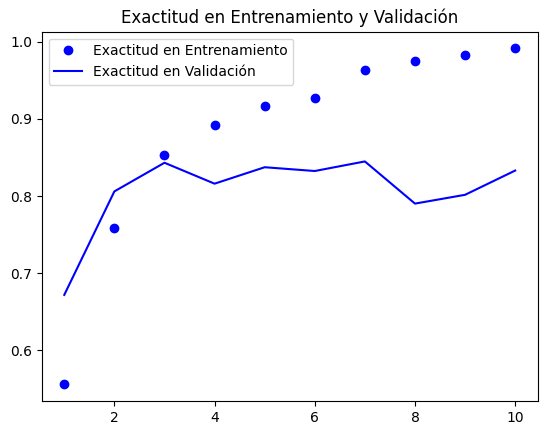 Exactitud en Entrenamiento y Validación
Exactitud en Entrenamiento
Exactitud en Validación
1.0
0.9
0.8
0.7
0.6
2 4 6 8 10